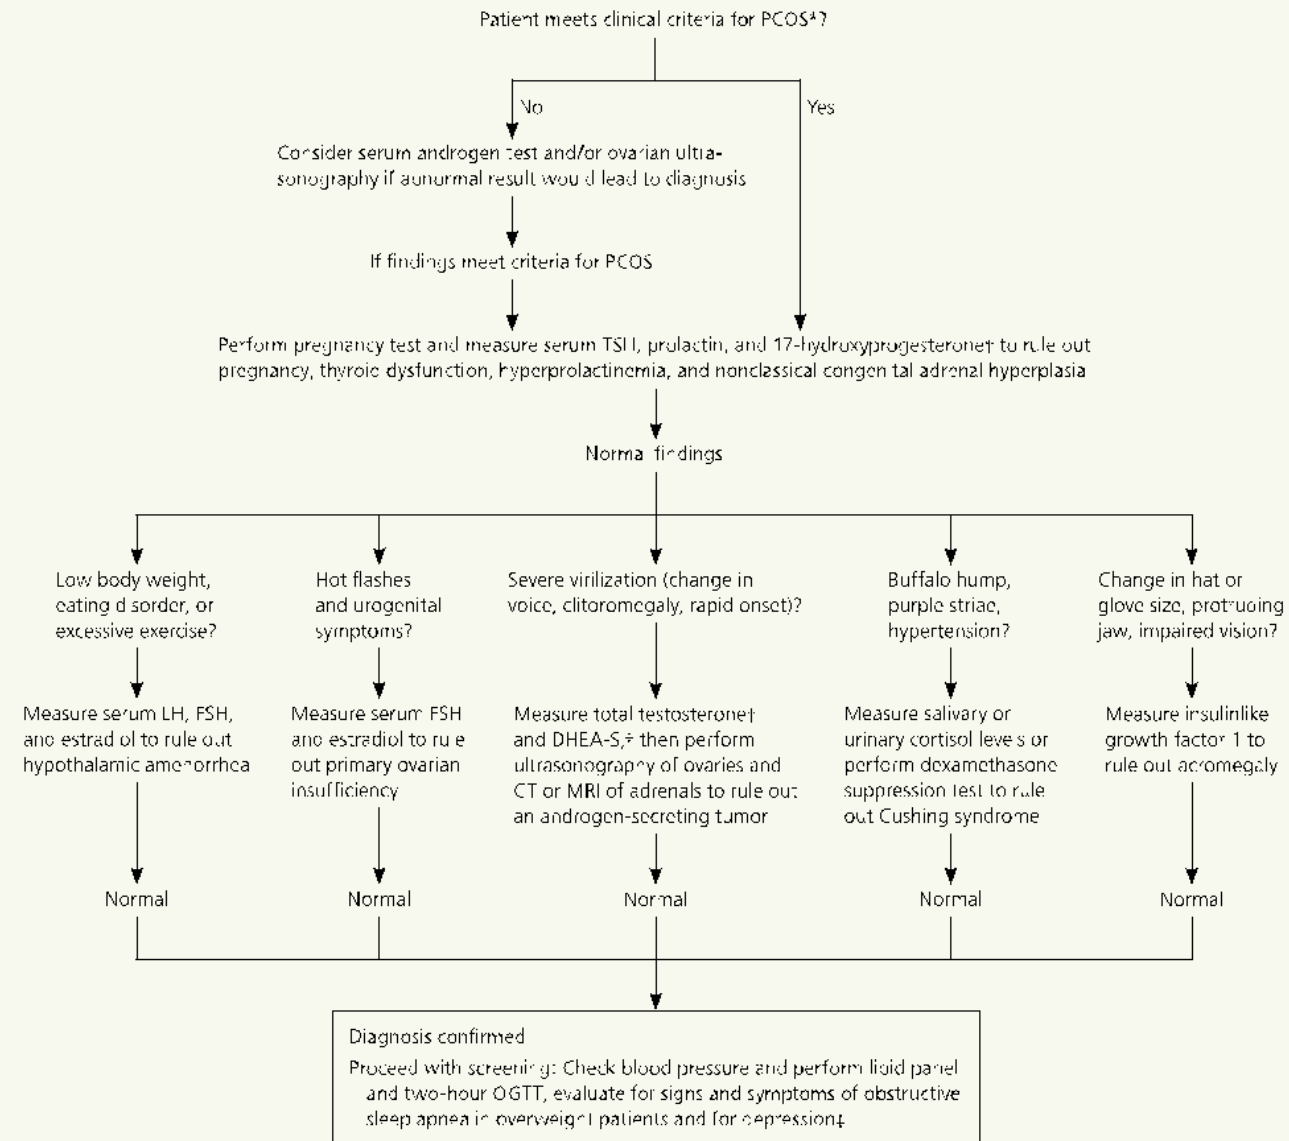 Patient meets clinical criteria for PCOS*?
No
Yes
Consider serum androgen test and/or ovarian ultra-
sonography if abnormal result would lead to diagnosis
If findings meet criteria for PCOS
Perform pregnancy test and measure serum TSH, prolactin, and 17-hydroxyprogesterone† to rule out
pregnancy, thyroid dysfunction, hyperprolactinemia, and nonclassical congenital adrenal hyperplasia
Normal findings
Low body weight,
eating disorder, or
excessive exercise?
Hot flashes
and urogenital
symptoms?
Severe virilization (change in
voice, clitoromegaly, rapid onset)?
Buffalo hump,
purple striae,
hypertension?
Change in hat or
glove size, protruding
jaw, impaired vision?
Measure serum LH, FSH,
and estradiol to rule out
hypothalamic amenorrhea
Measure serum FSH
and estradiol to rule
out primary ovarian
insufficiency
Measure total testosterone†
and DHEA-S,‡ then perform
ultrasonography of ovaries and
CT or MRI of adrenals to rule out
an androgen-secreting tumor
Measure salivary or
urinary cortisol levels or
perform dexamethasone
suppression test to rule
out Cushing syndrome
Measure insulinlike
growth factor 1 to
rule out acromegaly
Normal
Normal
Normal
Normal
Normal
Diagnosis confirmed
Proceed with screening: Check blood pressure and perform lipid panel
and two-hour OGTT, evaluate for signs and symptoms of obstructive
sleep apnea in overweight patients and for depression‡